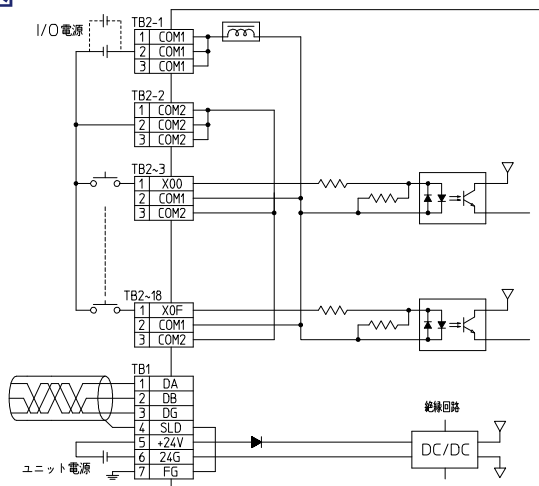 I/O電源
TB2-1
1 COM1
2 COM1
3 COM1
TB2-2
1 COM2
2 COM2
3 COM2
TB2~3
1 X00
2 COM1
3 COM2
TB2~18
1 X0F
2 COM1
3 COM2
TB1
1 DA
2 DB
3 DG
4 SLD
5 +24V
6 24G
7 FG
ユニット電源
絶縁回路
DC/DC